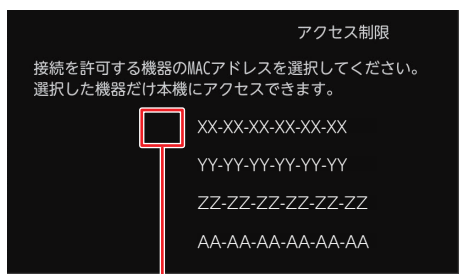 アクセス制限
接続を許可する機器のMACアドレスを選択してください。
選択した機器だけ本機にアクセスできます。
XX-XX-XX-XX-XX-XX
YY-YY-YY-YY-YY-YY
ZZ-ZZ-ZZ-ZZ-ZZ-ZZ
AA-AA-AA-AA-AA-AA